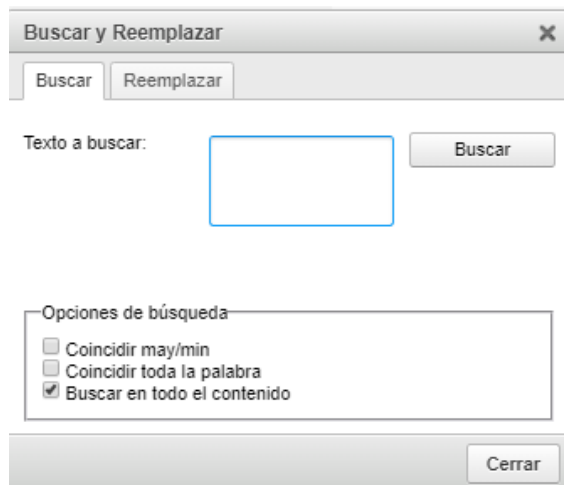 Buscar y Reemplazar
Buscar Reemplazar
Texto a buscar: Buscar
Opciones de búsqueda
Coincidir may/min
Coincidir toda la palabra
Buscar en todo el contenido
Cerrar